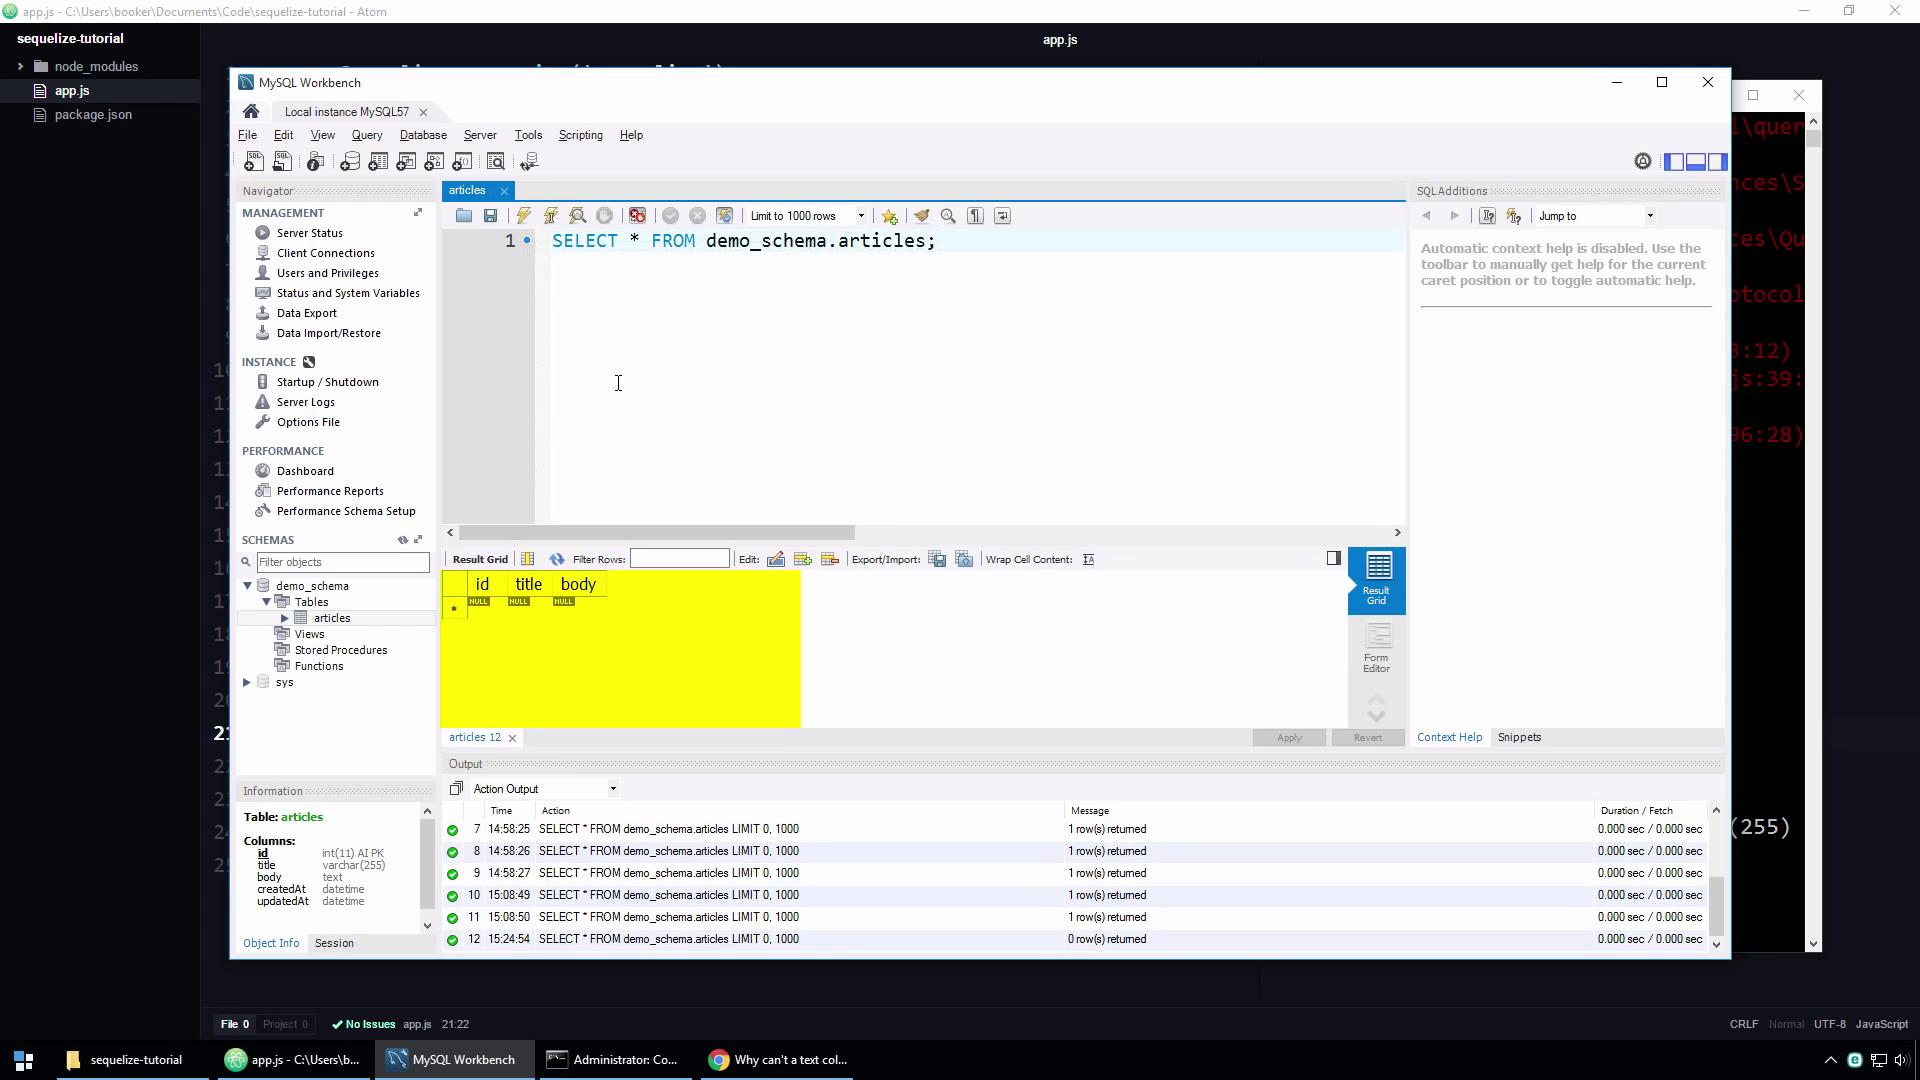 app.js - C:\Users\booker\Documents\Code\sequelize-tutorial - Atom
sequelize-tutorial
node_modules
app.js
package.json
app.js
MySQL Workbench
Local instance MySQL57
File Edit View Query Database Server Tools Scripting Help
Navigator
MANAGEMENT
Server Status
Client Connections
Users and Privileges
Status and System Variables
Data Export
Data Import/Restore
INSTANCE
Startup / Shutdown
Server Logs
Options File
PERFORMANCE
Dashboard
Performance Reports
Performance Schema Setup
SCHEMAS
Filter objects
demo_schema
Tables
articles
Views
Stored Procedures
Functions
sys
Information
Table: articles
Columns:
id int(11) AI PK
title varchar(255)
body text
createdAt datetime
updatedAt datetime
Object Info Session
articles
Limit to 1000 rows
1 SELECT * FROM demo_schema.articles;
Result Grid Filter Rows: Edit: Export/Import: Wrap Cell Content:
id title body
* NULL NULL NULL
Result Grid
Form Editor
articles 12
Apply Revert
SQLAdditions
Jump to
Automatic context help is disabled. Use the
toolbar to manually get help for the current
caret position or to toggle automatic help.
Context Help Snippets
Output
Action Output
Time Action Message Duration / Fetch
7 14:58:25 SELECT * FROM demo_schema.articles LIMIT 0, 1000 1 row(s) returned 0.000 sec / 0.000 sec
8 14:58:26 SELECT * FROM demo_schema.articles LIMIT 0, 1000 1 row(s) returned 0.000 sec / 0.000 sec
9 14:58:27 SELECT * FROM demo_schema.articles LIMIT 0, 1000 1 row(s) returned 0.000 sec / 0.000 sec
10 15:08:49 SELECT * FROM demo_schema.articles LIMIT 0, 1000 1 row(s) returned 0.000 sec / 0.000 sec
11 15:08:50 SELECT * FROM demo_schema.articles LIMIT 0, 1000 1 row(s) returned 0.000 sec / 0.000 sec
12 15:24:54 SELECT * FROM demo_schema.articles LIMIT 0, 1000 0 row(s) returned 0.000 sec / 0.000 sec
l\quer
nces\S
ces\Qu
otocol
:12)
js:39:
96:28)
(255)
File 0 Project 0 No Issues app.js 21:22
CRLF Normal UTF-8 JavaScript
sequelize-tutorial
app.js - C:\Users\b...
MySQL Workbench
Administrator: Co...
Why can't a text col...